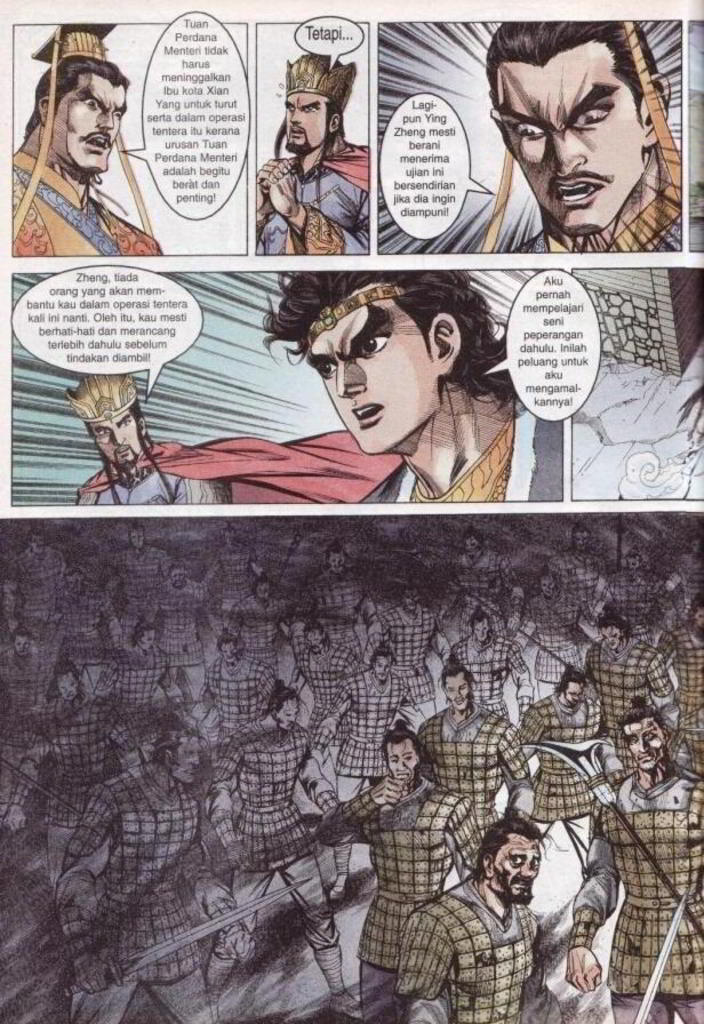 Tuan
Perdana
Menteri tidak
harus
meninggalkan
Ibu kota Xian
Yang untuk turut
serta dalam operasi
tentera itu kerana
urusan Tuan
Perdana Menteri
adalah begitu
berat dan
penting!
Tetapi...
Lagi-
pun Ying
Zheng mesti
berani
menerima
ujian ini
bersendirian
jika dia ingin
diampuni!
Zheng, tiada
orang yang akan mem-
bantu kau dalam operasi tentera
kali ini nanti. Oleh itu, kau mesti
berhati-hati dan merancang
terlebih dahulu sebelum
tindakan diambil!
Aku
pernah
mempelajari
seni
peperangan
dahulu. Inilah
peluang untuk
aku
mengamal-
kannya!